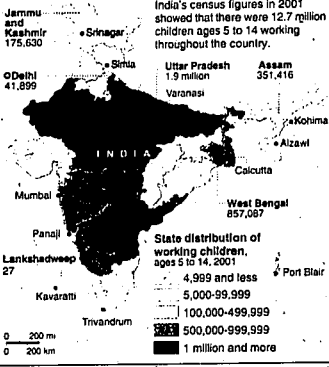 India's census figures in 2001
showed that there were 12.7 million
children ages 5 to 14 working
throughout the country.
Jammu
and
Kashmir
175,630
Srinagar
Simla
Delhi
41,899
Uttar Pradesh
1.9 million
Varanasi
Assam
351,416
Kohima
Aizawl
INDIA
Calcutta
Mumbai
West Bengal
857,087
Panaji
Lankshadweep
27
Kavaratti
Trivandrum
Port Blair
State distribution of
working children,
ages 5 to 14, 2001
4,999 and less
5,000-99,999
100,000-499,999
500,000-999,999
1 million and more
0 200 mi
0 200 km